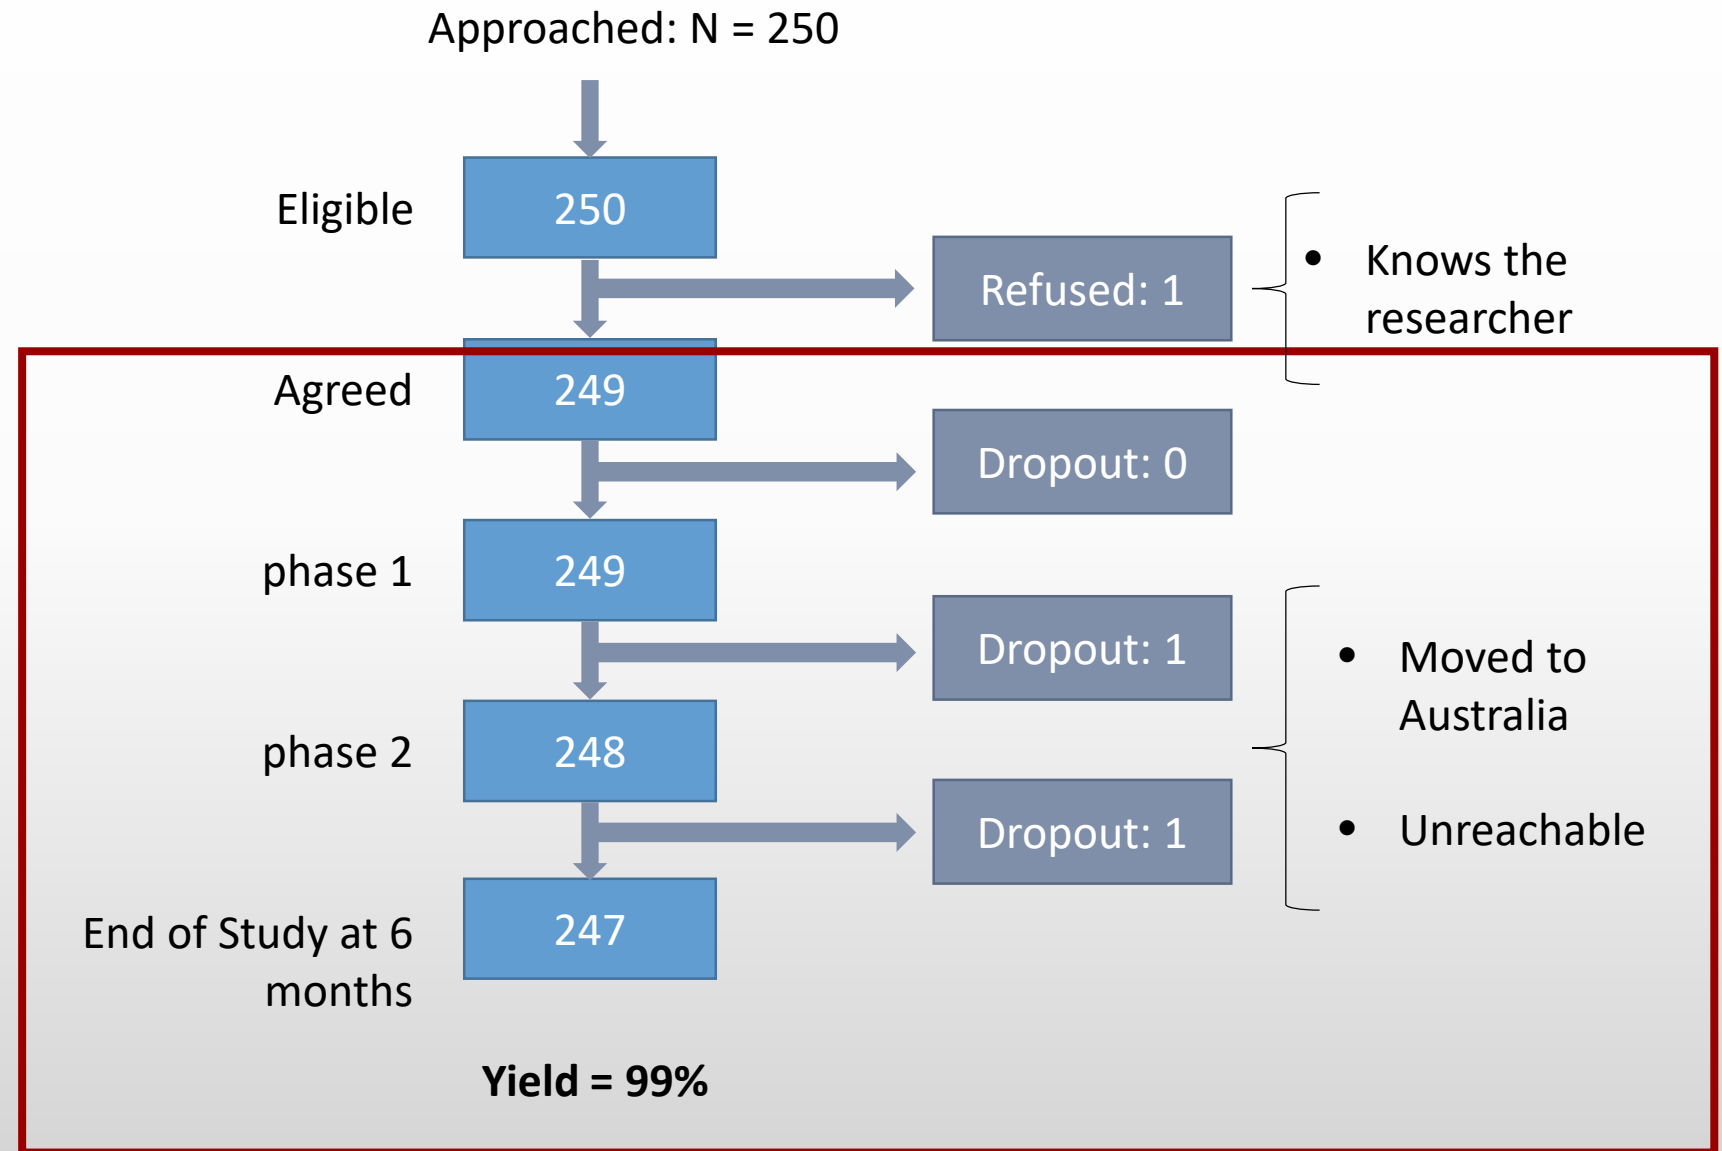 Approached: N = 250
Eligible
250
Refused: 1
• Knows the
researcher
Agreed
249
Dropout: 0
phase 1
249
Dropout: 1
• Moved to
Australia
phase 2
248
Dropout: 1
• Unreachable
End of Study at 6
months
247
Yield = 99%